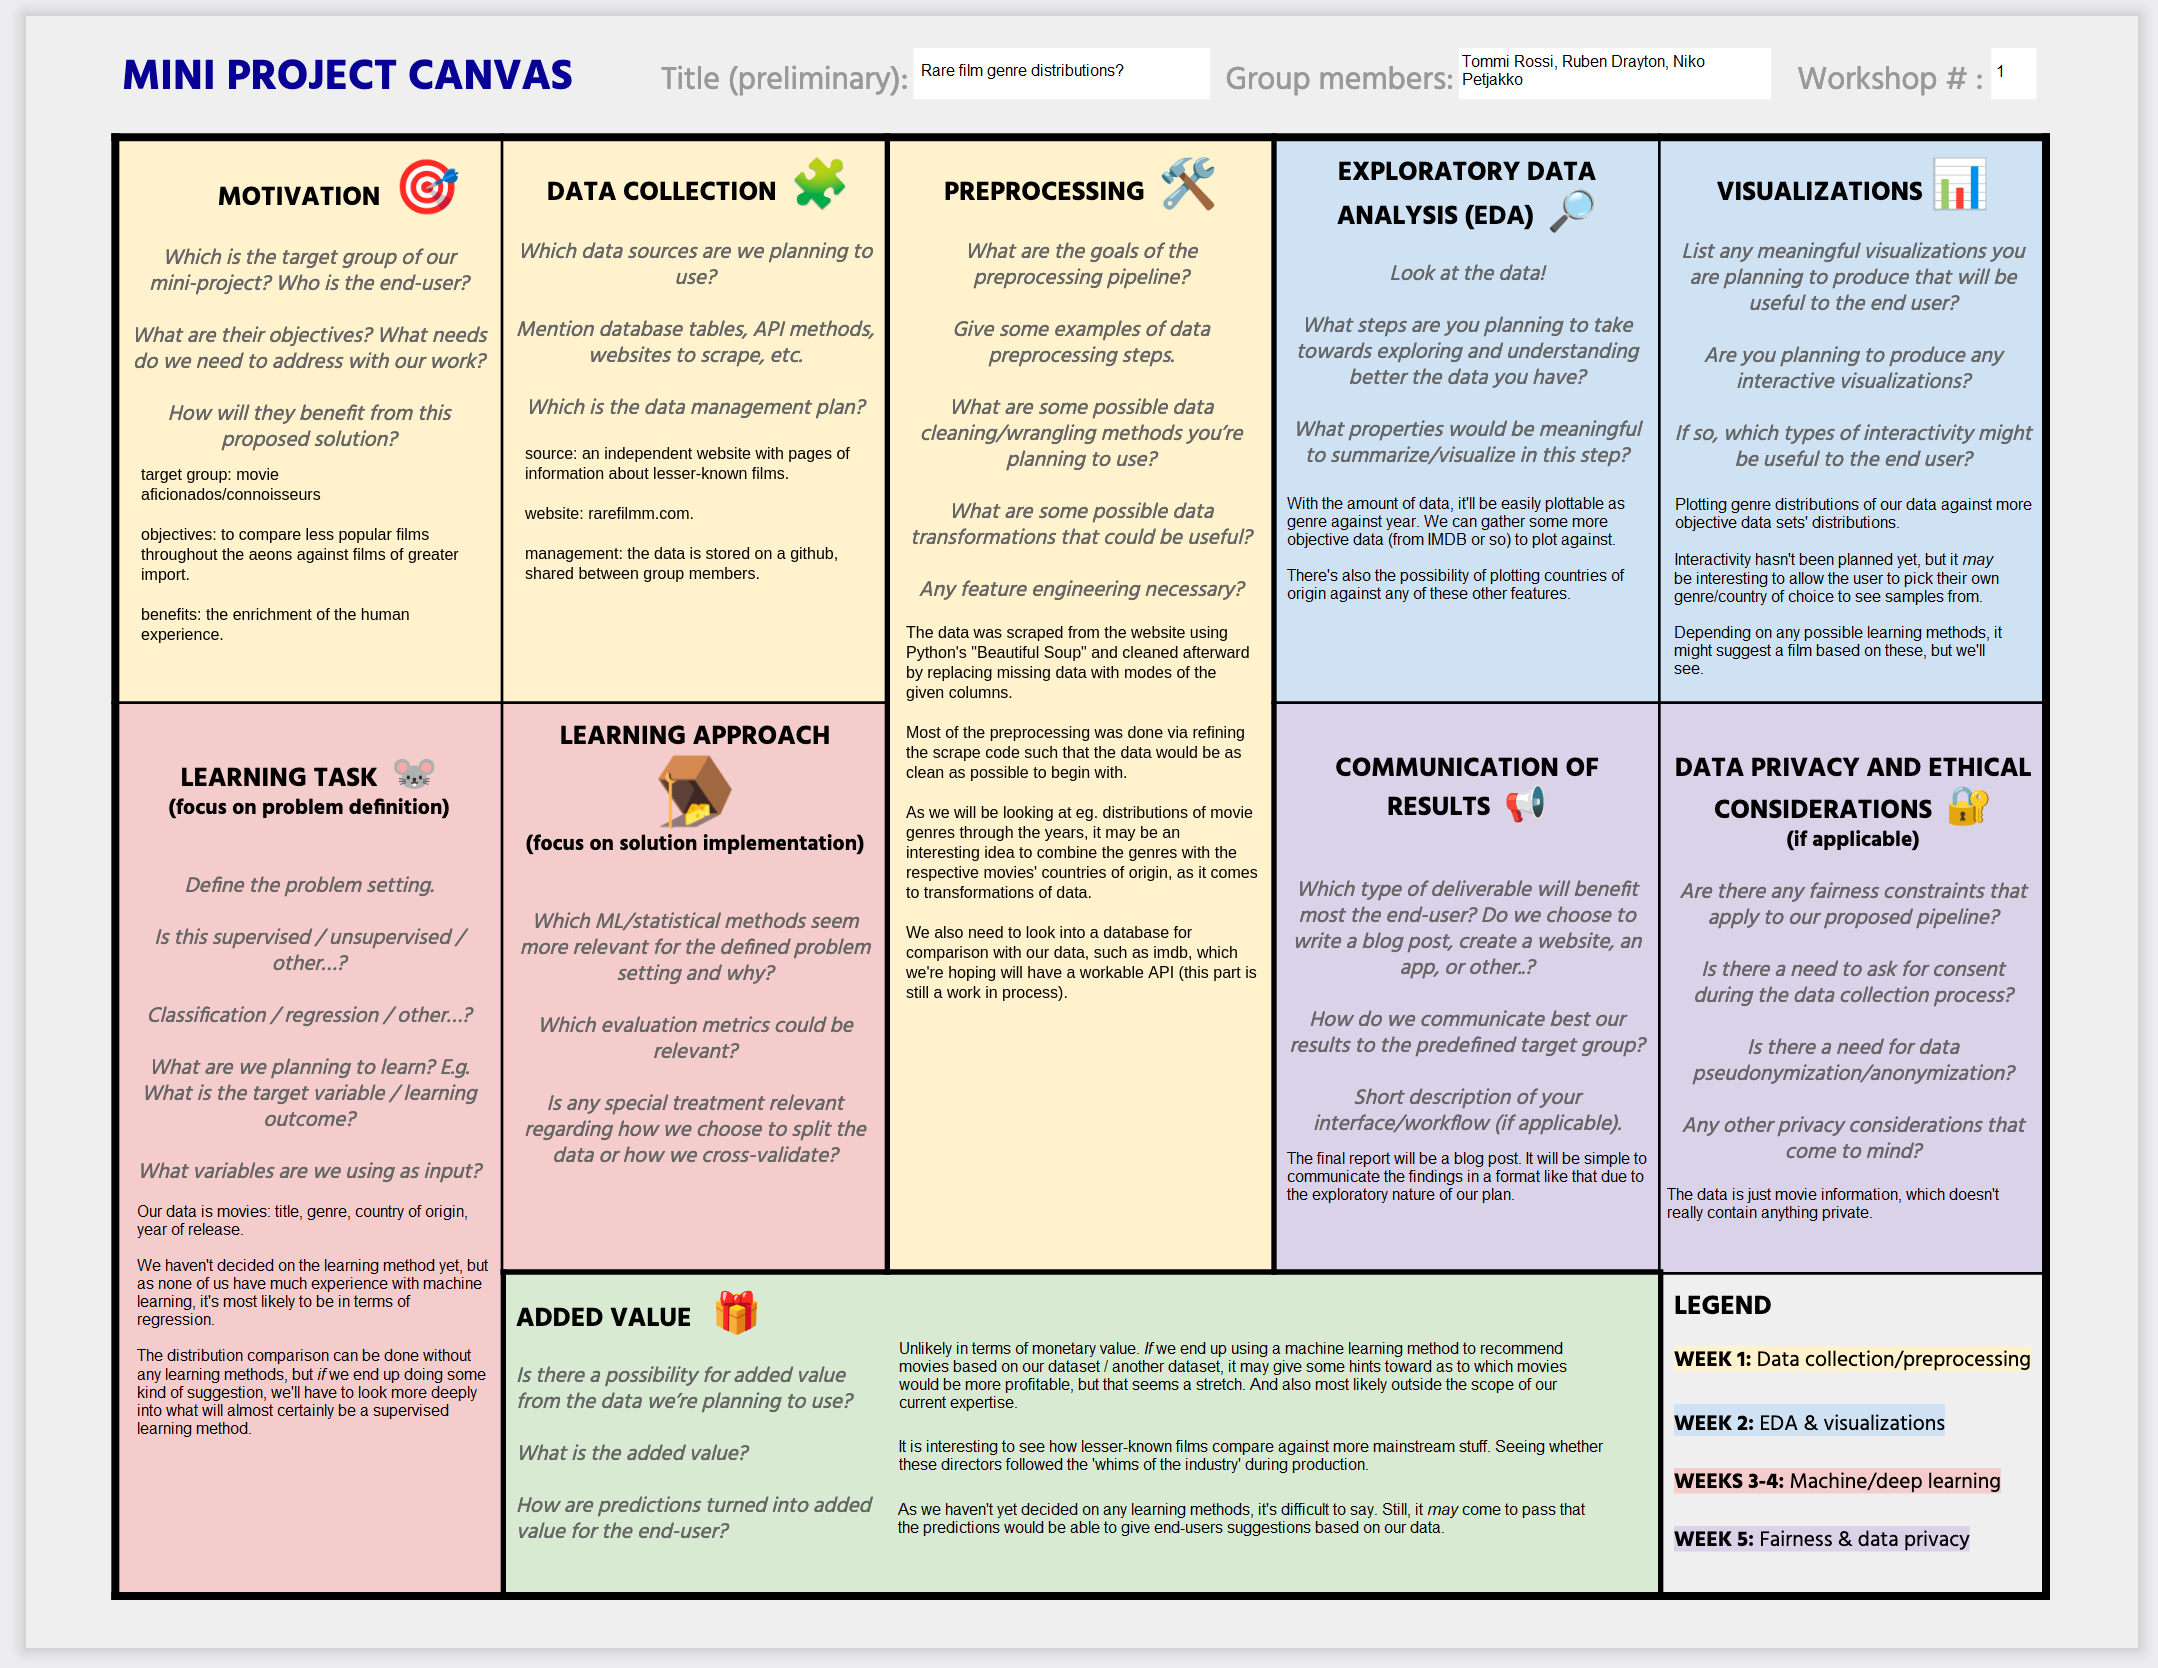 MINI PROJECT CANVAS
Title (preliminary):
Rare film genre distributions?
Group members:
Tommi Rossi, Ruben Drayton, Niko
Petjakko
Workshop # :
1
MOTIVATION
Which is the target group of our
mini-project? Who is the end-user?
What are their objectives? What needs
do we need to address with our work?
How will they benefit from this
proposed solution?
target group: movie
aficionados/connoisseurs
objectives: to compare less popular films
throughout the aeons against films of greater
import.
benefits: the enrichment of the human
experience.
DATA COLLECTION
Which data sources are we planning to
use?
Mention database tables, API methods,
websites to scrape, etc.
Which is the data management plan?
source: an independent website with pages of
information about lesser-known films.
website: rarefilmm.com.
management: the data is stored on a github,
shared between group members.
PREPROCESSING
What are the goals of the
preprocessing pipeline?
Give some examples of data
preprocessing steps.
What are some possible data
cleaning/wrangling methods you're
planning to use?
What are some possible data
transformations that could be useful?
Any feature engineering necessary?
The data was scraped from the website using
Python's "Beautiful Soup" and cleaned afterward
by replacing missing data with modes of the
given columns.
Most of the preprocessing was done via refining
the scrape code such that the data would be as
clean as possible to begin with.
As we will be looking at eg. distributions of movie
genres through the years, it may be an
interesting idea to combine the genres with the
respective movies' countries of origin, as it comes
to transformations of data.
We also need to look into a database for
comparison with our data, such as imdb, which
we're hoping will have a workable API (this part is
still a work in process).
EXPLORATORY DATA
ANALYSIS (EDA)
Look at the data!
What steps are you planning to take
towards exploring and understanding
better the data you have?
What properties would be meaningful
to summarize/visualize in this step?
With the amount of data, it'll be easily plottable as
genre against year. We can gather some more
objective data (from IMDB or so) to plot against.
There's also the possibility of plotting countries of
origin against any of these other features.
VISUALIZATIONS
List any meaningful visualizations you
are planning to produce that will be
useful to the end user?
Are you planning to produce any
interactive visualizations?
If so, which types of interactivity might
be useful to the end user?
Plotting genre distributions of our data against more
objective data sets' distributions.
Interactivity hasn't been planned yet, but it may
be interesting to allow the user to pick their own
genre/country of choice to see samples from.
Depending on any possible learning methods, it
might suggest a film based on these, but we'll
see.
LEARNING TASK
(focus on problem definition)
Define the problem setting.
Is this supervised / unsupervised /
other...?
Classification / regression / other...?
What are we planning to learn? E.g.
What is the target variable / learning
outcome?
What variables are we using as input?
Our data is movies: title, genre, country of origin,
year of release.
We haven't decided on the learning method yet, but
as none of us have much experience with machine
learning, it's most likely to be in terms of
regression.
The distribution comparison can be done without
any learning methods, but if we end up doing some
kind of suggestion, we'll have to look more deeply
into what will almost certainly be a supervised
learning method.
LEARNING APPROACH
(focus on solution implementation)
Which ML/statistical methods seem
more relevant for the defined problem
setting and why?
Which evaluation metrics could be
relevant?
Is any special treatment relevant
regarding how we choose to split the
data or how we cross-validate?
COMMUNICATION OF
RESULTS
Which type of deliverable will benefit
most the end-user? Do we choose to
write a blog post, create a website, an
app, or other..?
How do we communicate best our
results to the predefined target group?
Short description of your
interface/workflow (if applicable).
The final report will be a blog post. It will be simple to
communicate the findings in a format like that due to
the exploratory nature of our plan.
DATA PRIVACY AND ETHICAL
CONSIDERATIONS
(if applicable)
Are there any fairness constraints that
apply to our proposed pipeline?
Is there a need to ask for consent
during the data collection process?
Is there a need for data
pseudonymization/anonymization?
Any other privacy considerations that
come to mind?
The data is just movie information, which doesn't
really contain anything private.
ADDED VALUE
Is there a possibility for added value
from the data we're planning to use?
What is the added value?
How are predictions turned into added
value for the end-user?
Unlikely in terms of monetary value. If we end up using a machine learning method to recommend
movies based on our dataset / another dataset, it may give some hints toward as to which movies
would be more profitable, but that seems a stretch. And also most likely outside the scope of our
current expertise.
It is interesting to see how lesser-known films compare against more mainstream stuff. Seeing whether
these directors followed the 'whims of the industry' during production.
As we haven't yet decided on any learning methods, it's difficult to say. Still, it may come to pass that
the predictions would be able to give end-users suggestions based on our data.
LEGEND
WEEK 1: Data collection/preprocessing
WEEK 2: EDA & visualizations
WEEKS 3-4: Machine/deep learning
WEEK 5: Fairness & data privacy